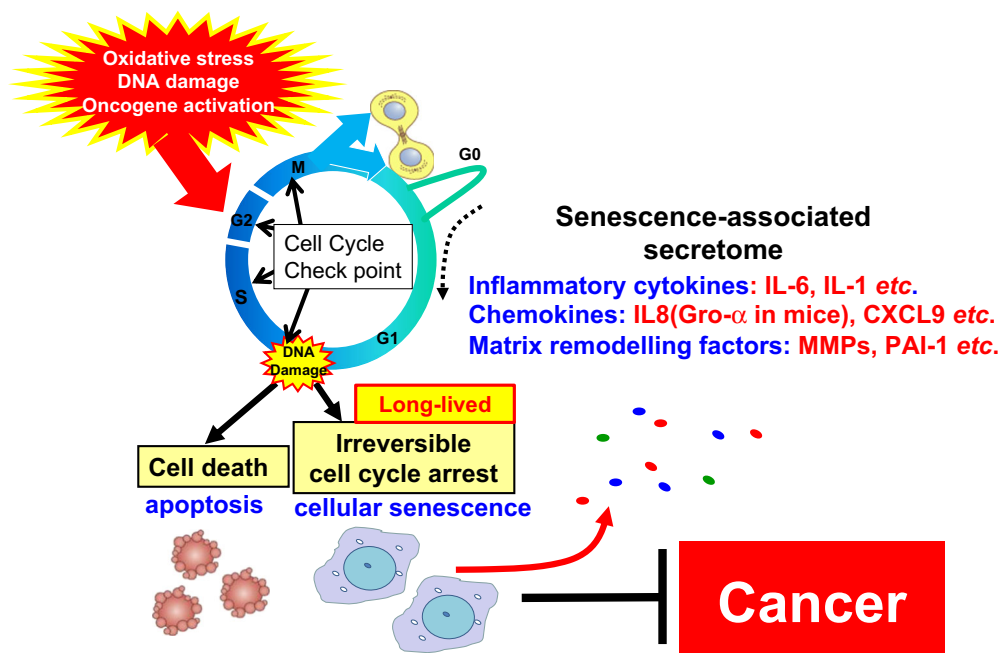 Oxidative stress
DNA damage
Oncogene activation
M
G0
G2
Cell Cycle
Check point
S
G1
DNA
Damage
Senescence-associated
secretome
Inflammatory cytokines: IL-6, IL-1 etc.
Chemokines: IL8(Gro-α in mice), CXCL9 etc.
Matrix remodelling factors: MMPs, PAI-1 etc.
Long-lived
Cell death
Irreversible
cell cycle arrest
apoptosis
cellular senescence
Cancer